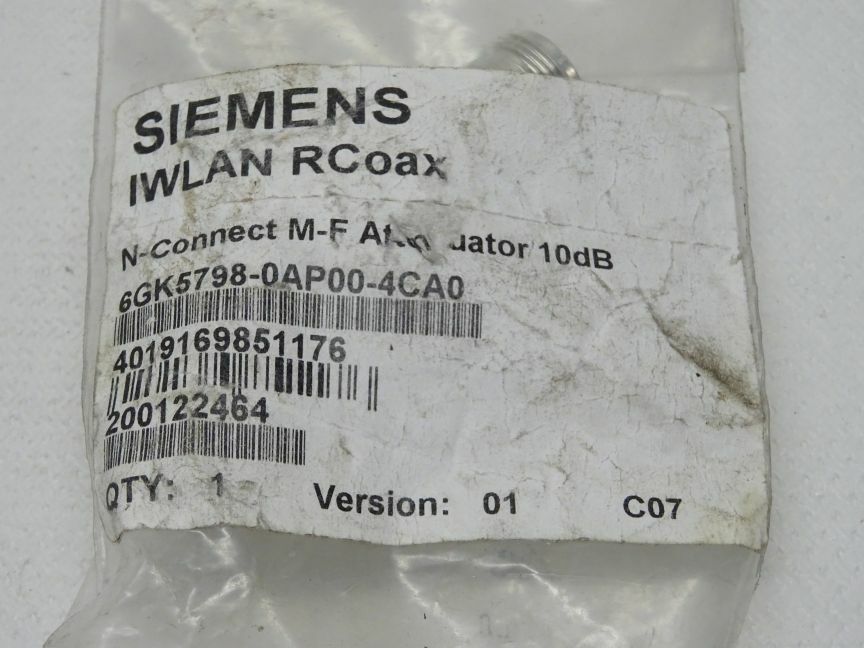 SIEMENS
IWLAN RCoax
N-Connect M-F 10dB
6GK5798-0AP00-4CA0
4019169851176
200122464
QTY: 1 Version: 01 C07